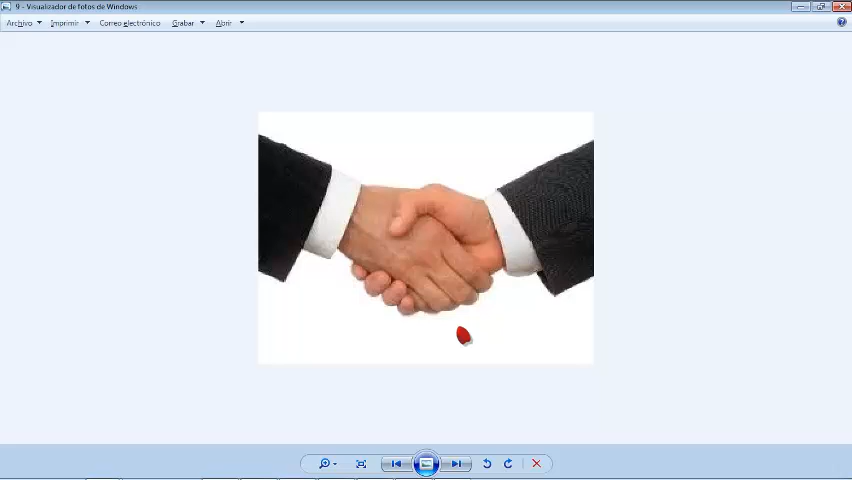 9 - Visualizador de fotos de Windows
Archivo Imprimir Correo electrónico Grabar Abrir